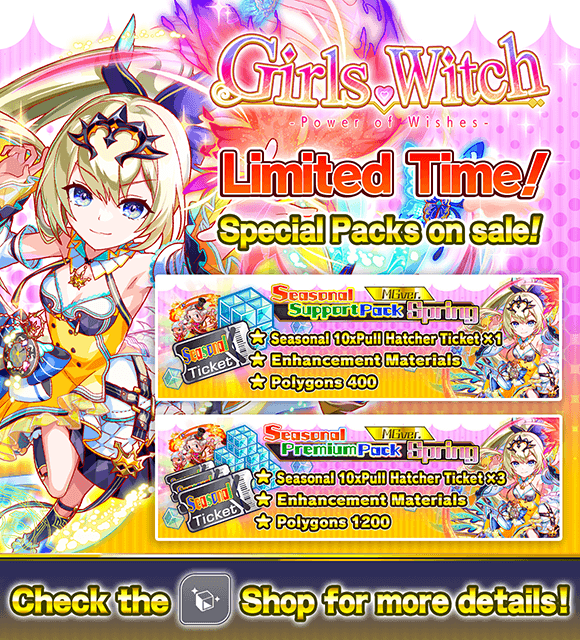 Girls Witch
-Power of Wishes-
Limited Time!
Special Packs on sale!
Seasonal MGver.
Support Pack Spring
★ Seasonal 10xPull Hatcher Ticket ×1
★ Enhancement Materials
★ Polygons 400
Seasonal
Ticket
Seasonal MGver.
Premium Pack Spring
★ Seasonal 10xPull Hatcher Ticket ×3
★ Enhancement Materials
★ Polygons 1200
Seasonal
Ticket
Check the Shop for more details!